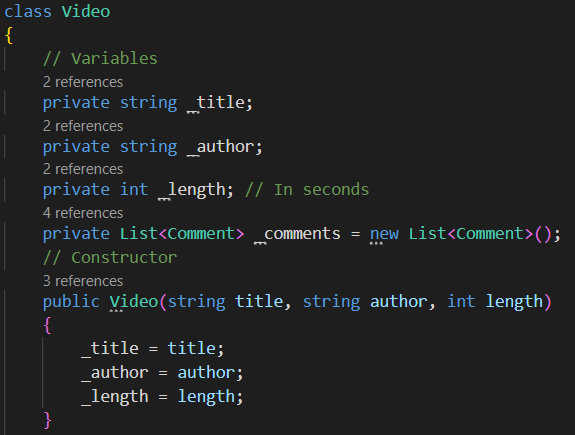 class Video
{
// Variables
2 references
private string _title;
2 references
private string _author;
2 references
private int _length; // In seconds
4 references
private List<Comment> _comments = new List<Comment>();
// Constructor
3 references
public Video(string title, string author, int length)
{
_title = title;
_author = author;
_length = length;
}